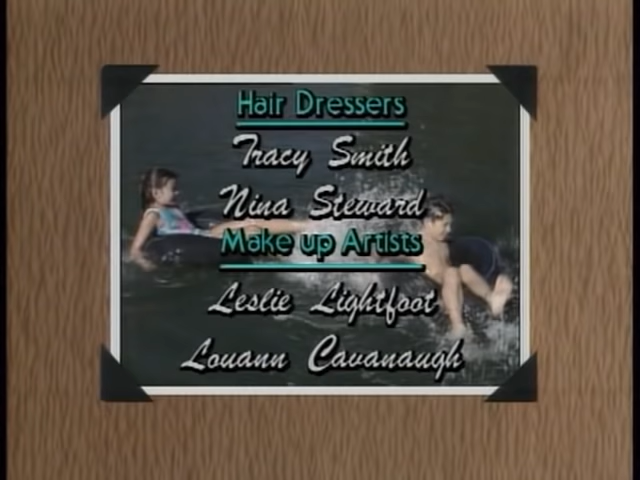 Hair Dressers
Tracy Smith
Nina Steward
Make up Artists
Leslie Lightfoot
Louann Cavanaugh